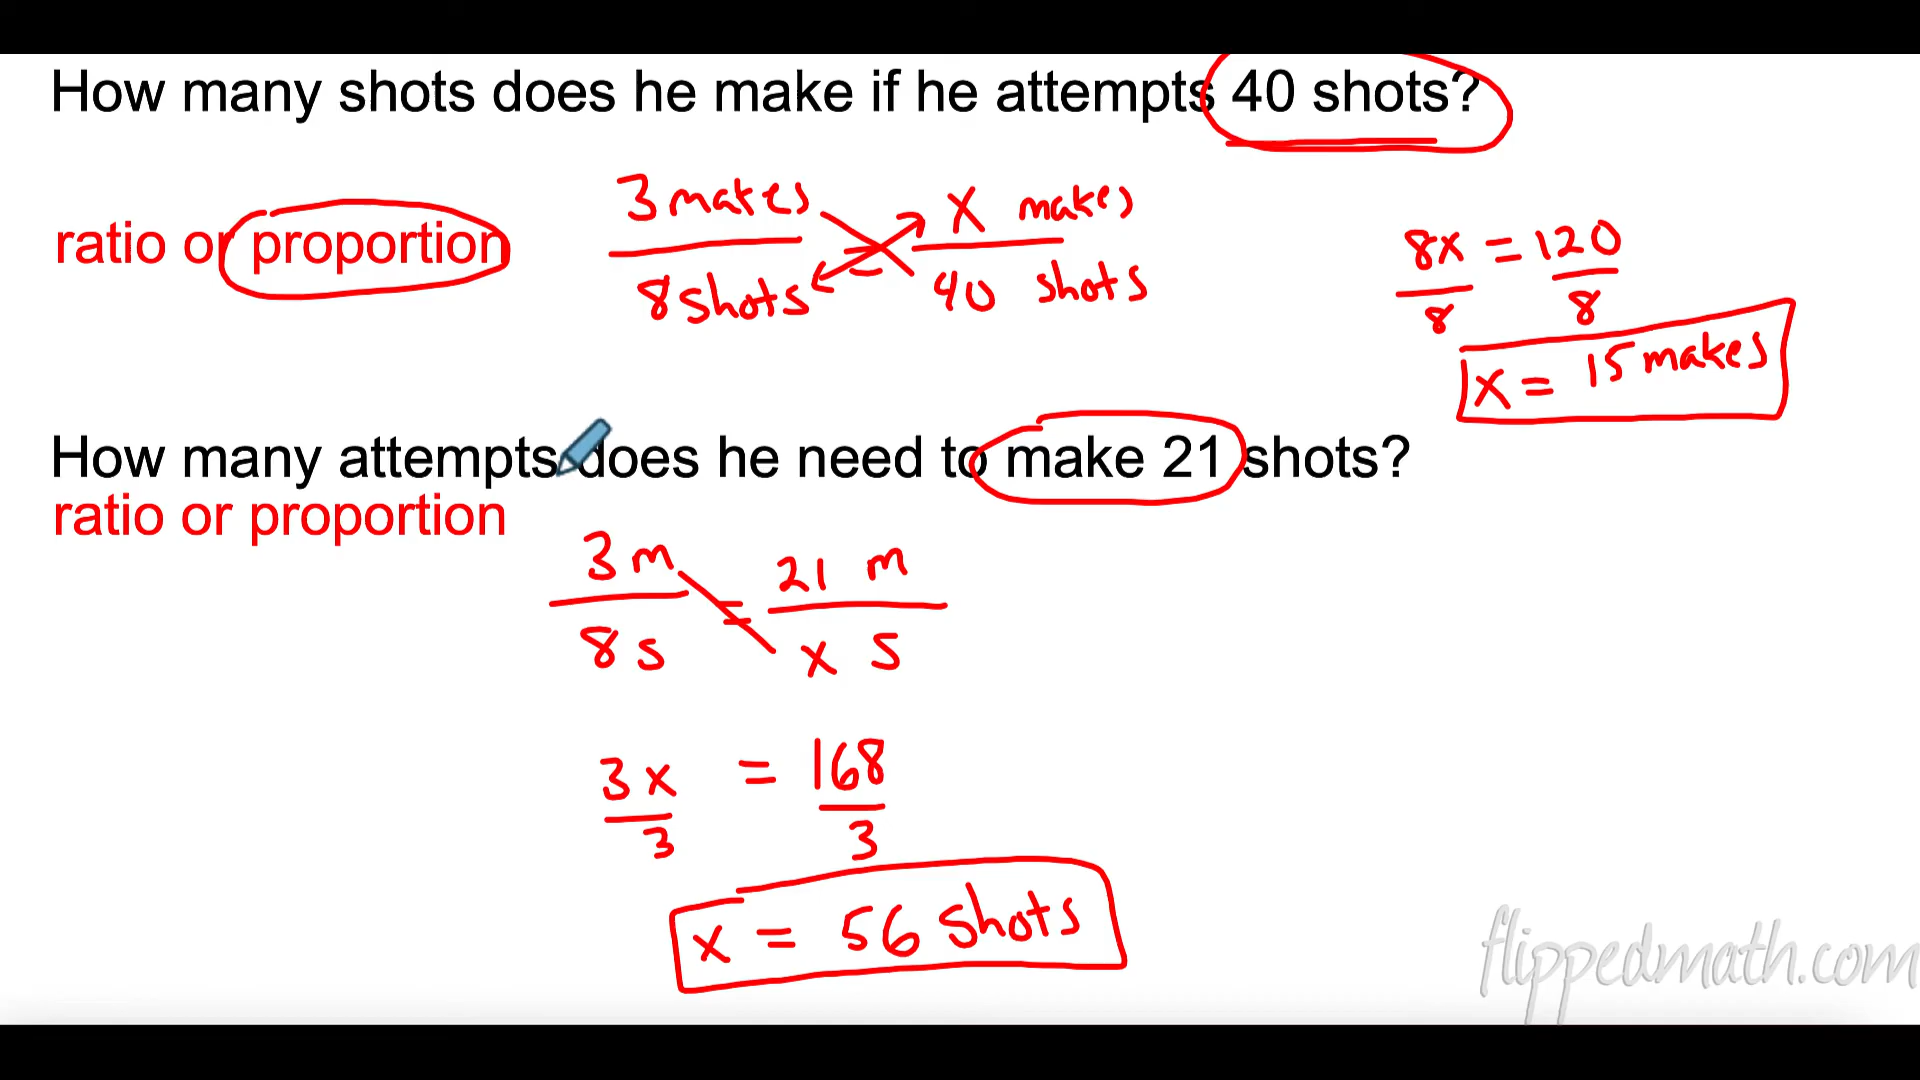 How many shots does he make if he attempts 40 shots?
ratio or proportion
3 makes / 8 shots = x makes / 40 shots
8x = 120
8 8
x = 15 makes
How many attempts does he need to make 21 shots?
ratio or proportion
3 m = 21 m
8 s x s
3x = 168
3 3
x = 56 shots
flippedmath.com